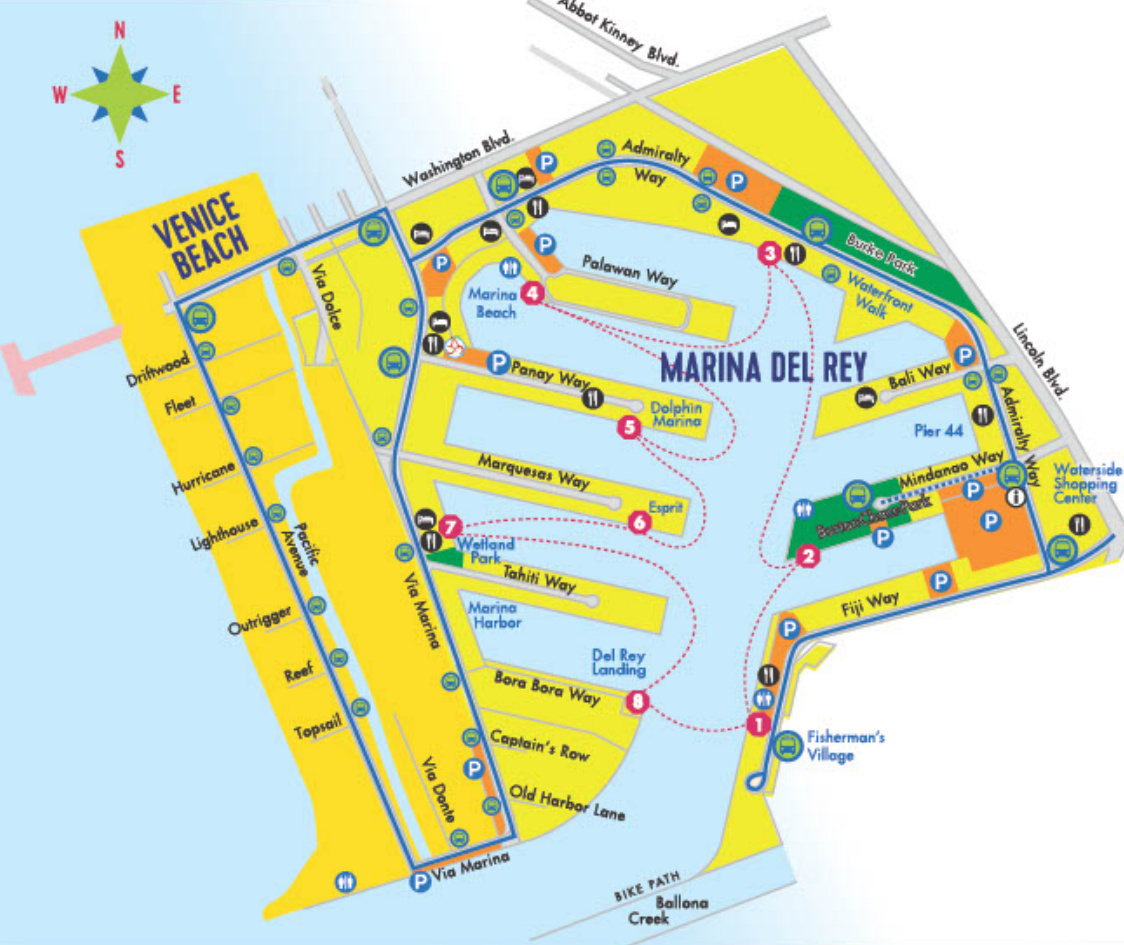 N
W
E
S
Abbot Kinney Blvd.
Washington Blvd.
Admiralty
Way
VENICE
BEACH
Via Dolce
P
P
P
P
Burke Park
3
Palawan Way
4
Marina
Beach
Waterfront
Walk
Lincoln Blvd.
Driftwood
Fleet
P
Panay Way
MARINA DEL REY
P
Bali Way
Admiralty
Way
5
Dolphin
Marina
Pier 44
Hurricane
Marquesas Way
Mindanao Way
Waterside
Shopping
Center
P
i
P
P
Lighthouse
Pacific
Avenue
7
6
Esprit
Wetland
Park
2
Tahiti Way
Via Marina
Marina
Harbor
Fiji Way
P
P
Outrigger
Reef
Del Rey
Landing
Bora Bora Way
8
1
Topsail
Captain's Row
Fisherman's
Village
P
Via Donte
Old Harbor Lane
P
Via Marina
BIKE PATH
Ballona
Creek